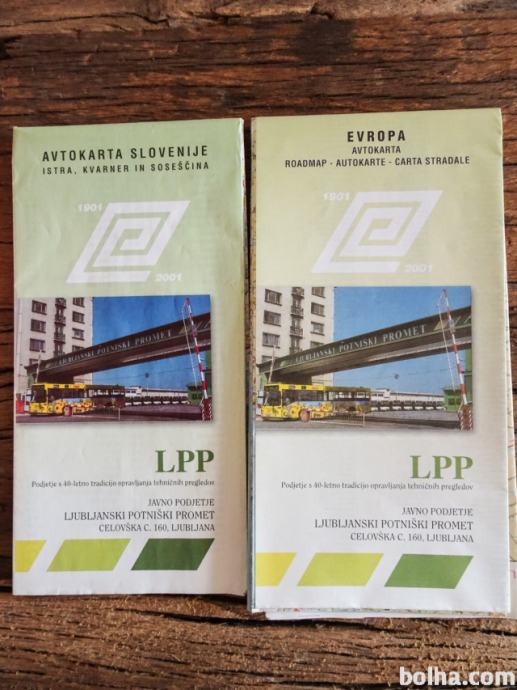 AVTOKARTA SLOVENIJE
ISTRA, KVARNER IN SOSEŠČINA
1901
2001
LJUBLJANSKI POTNIŠKI PROMET
LPP
Podjetje s 40-letno tradicijo opravljanja tehničnih pregledov
JAVNO PODJETJE
LJUBLJANSKI POTNIŠKI PROMET
CELOVŠKA C. 160, LJUBLJANA
EVROPA
AVTOKARTA
ROADMAP - AUTOKARTE - CARTA STRADALE
1901
2001
LJUBLJANSKI POTNIŠKI PROMET
LPP
Podjetje s 40-letno tradicijo opravljanja tehničnih pregledov
JAVNO PODJETJE
LJUBLJANSKI POTNIŠKI PROMET
CELOVŠKA C. 160, LJUBLJANA
bolha.com